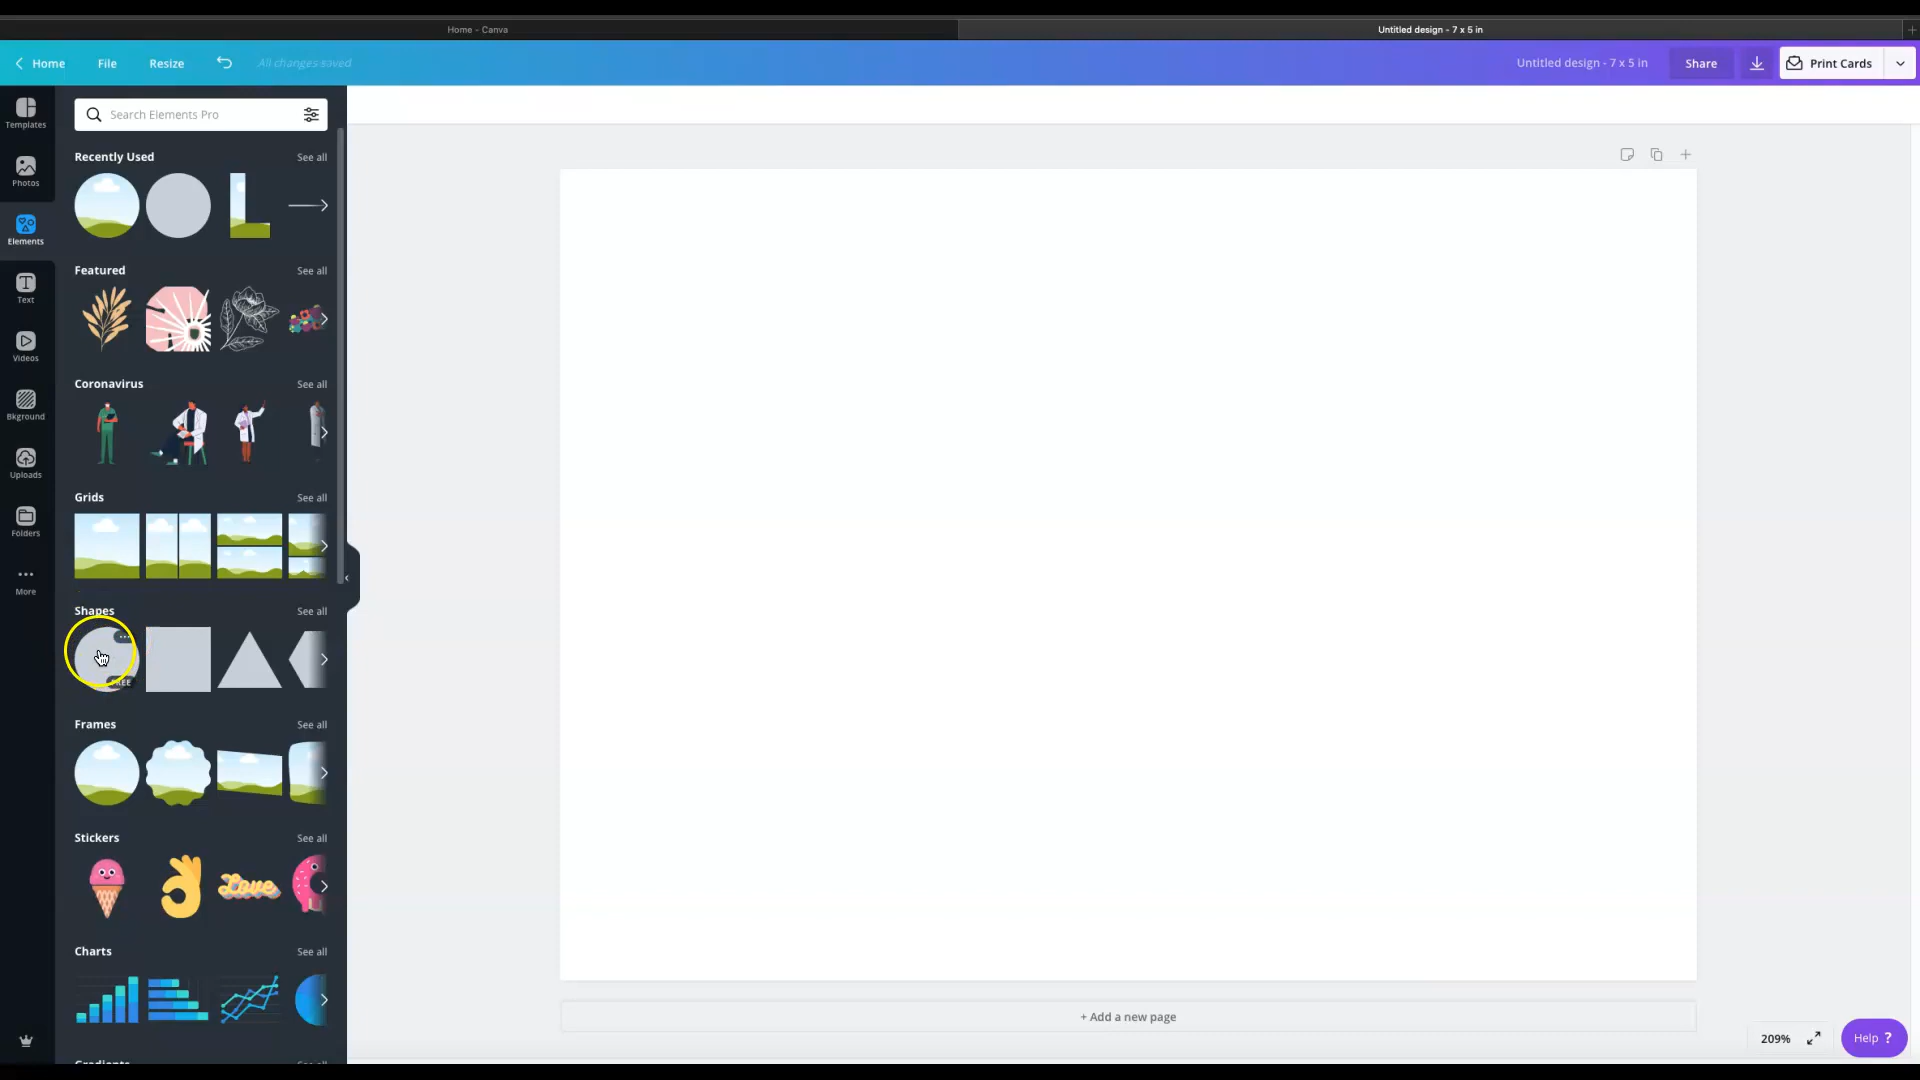 Home - Canva
Untitled design - 7 x 5 in
Home
File
Resize
All changes saved
Untitled design - 7 x 5 in
Share
Print Cards
Templates
Photos
Elements
Text
Videos
Bkground
Uploads
Folders
More
Search Elements Pro
Recently Used
See all
Featured
See all
Coronavirus
See all
Grids
See all
Shapes
See all
FREE
Frames
See all
Stickers
See all
Love
Charts
See all
+ Add a new page
209%
Help ?